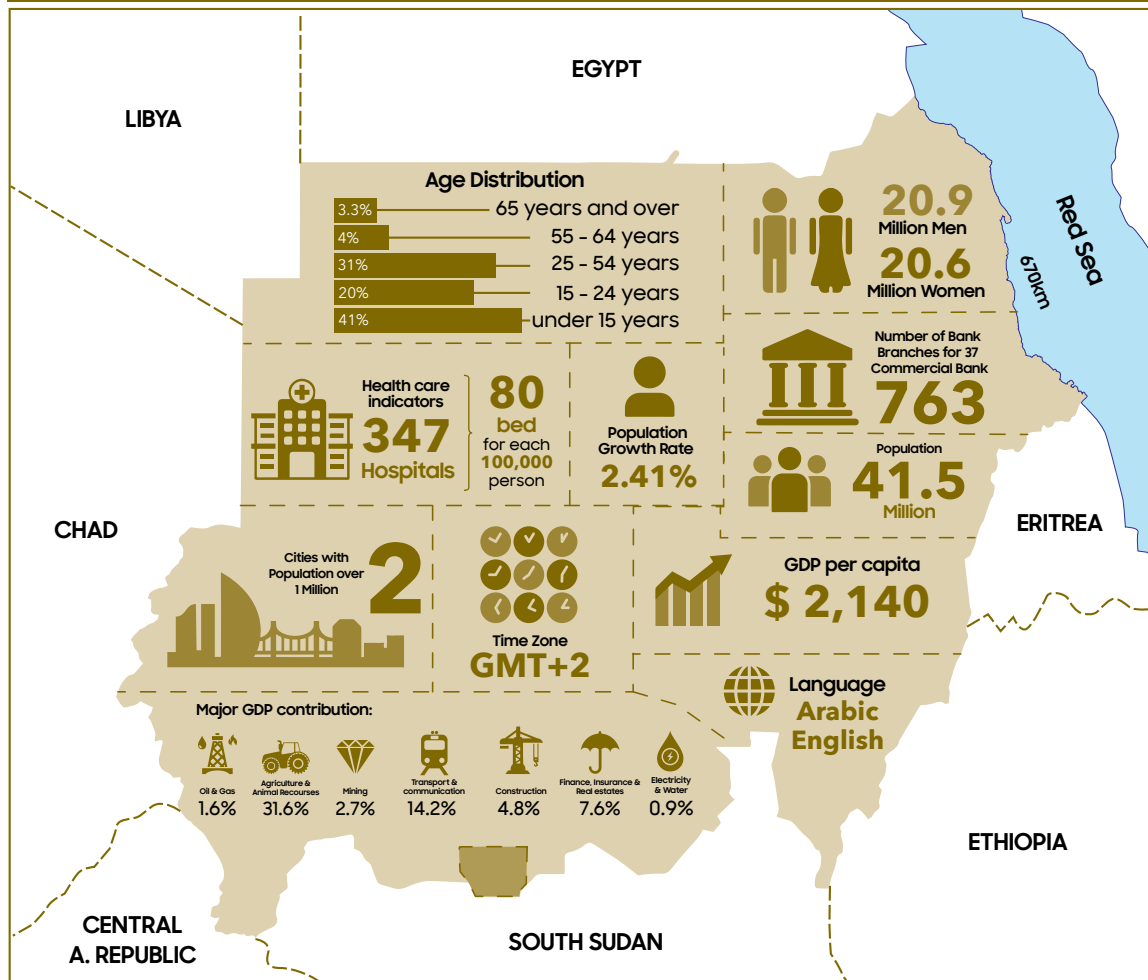 EGYPT
LIBYA
Red Sea
670km
Age Distribution
3.3% 65 years and over
4% 55 - 64 years
31% 25 - 54 years
20% 15 - 24 years
41% under 15 years
20.9
Million Men
20.6
Million Women
Number of Bank
Branches for 37
Commercial Bank
763
Health care
indicators
347
Hospitals
80
bed
for each
100,000
person
Population
Growth Rate
2.41%
Population
41.5
Million
CHAD
ERITREA
Cities with
Population over
1 Million
2
Time Zone
GMT+2
GDP per capita
$ 2,140
Language
Arabic
English
Major GDP contribution:
Oil & Gas
1.6%
Agriculture &
Animal Recourses
31.6%
Mining
2.7%
Transport &
communication
14.2%
Construction
4.8%
Finance, Insurance &
Real estates
7.6%
Electricity
& Water
0.9%
ETHIOPIA
CENTRAL
A. REPUBLIC
SOUTH SUDAN